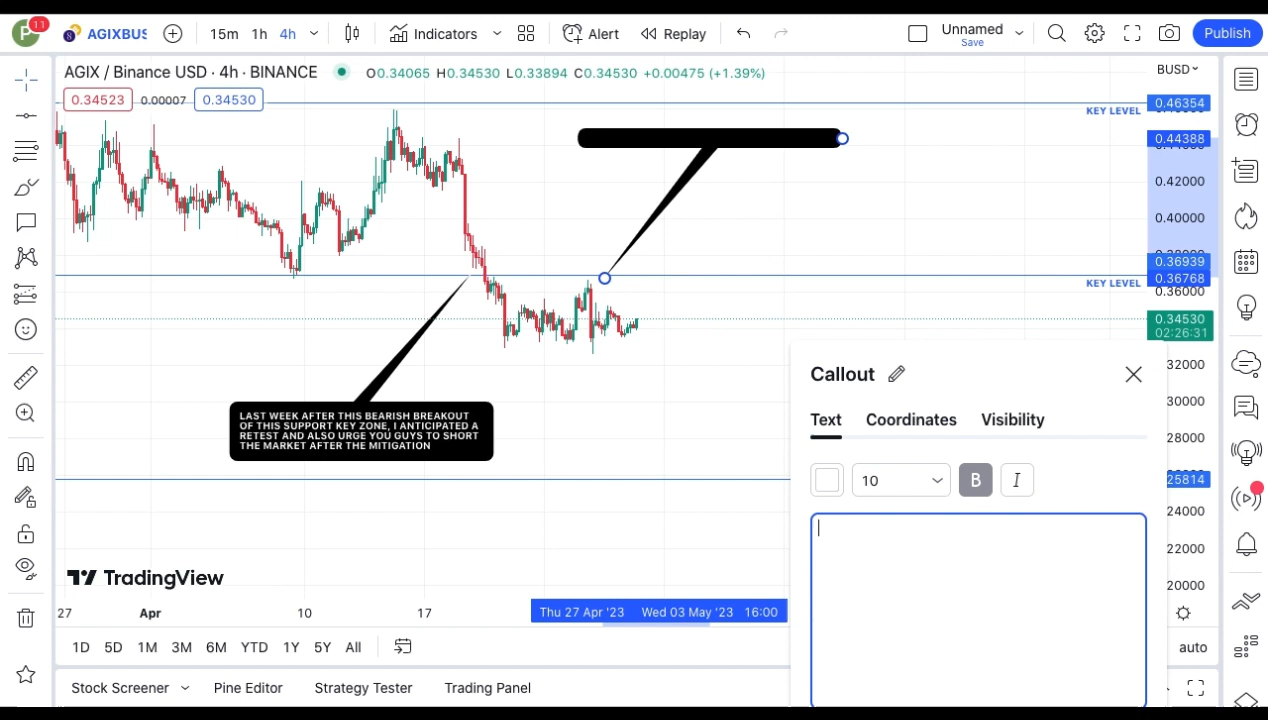 P 11 AGIXBUS 15m 1h 4h Indicators Alert Replay Unnamed Save Publish
AGIX / Binance USD · 4h · BINANCE O0.34065 H0.34530 L0.33894 C0.34530 +0.00475 (+1.39%) BUSD
0.34523 0.00007 0.34530
0.46354
KEY LEVEL
0.44388
0.42000
0.40000
0.36939
0.36768
KEY LEVEL
0.36000
0.34530
02:26:31
32000
30000
28000
25814
24000
22000
20000
LAST WEEK AFTER THIS BEARISH BREAKOUT
OF THIS SUPPORT KEY ZONE, I ANTICIPATED A
RETEST AND ALSO URGE YOU GUYS TO SHORT
THE MARKET AFTER THE MITIGATION
Callout
Text Coordinates Visibility
10 B I
TradingView
27 Apr 10 17 Thu 27 Apr '23 Wed 03 May '23 16:00
1D 5D 1M 3M 6M YTD 1Y 5Y All auto
Stock Screener Pine Editor Strategy Tester Trading Panel